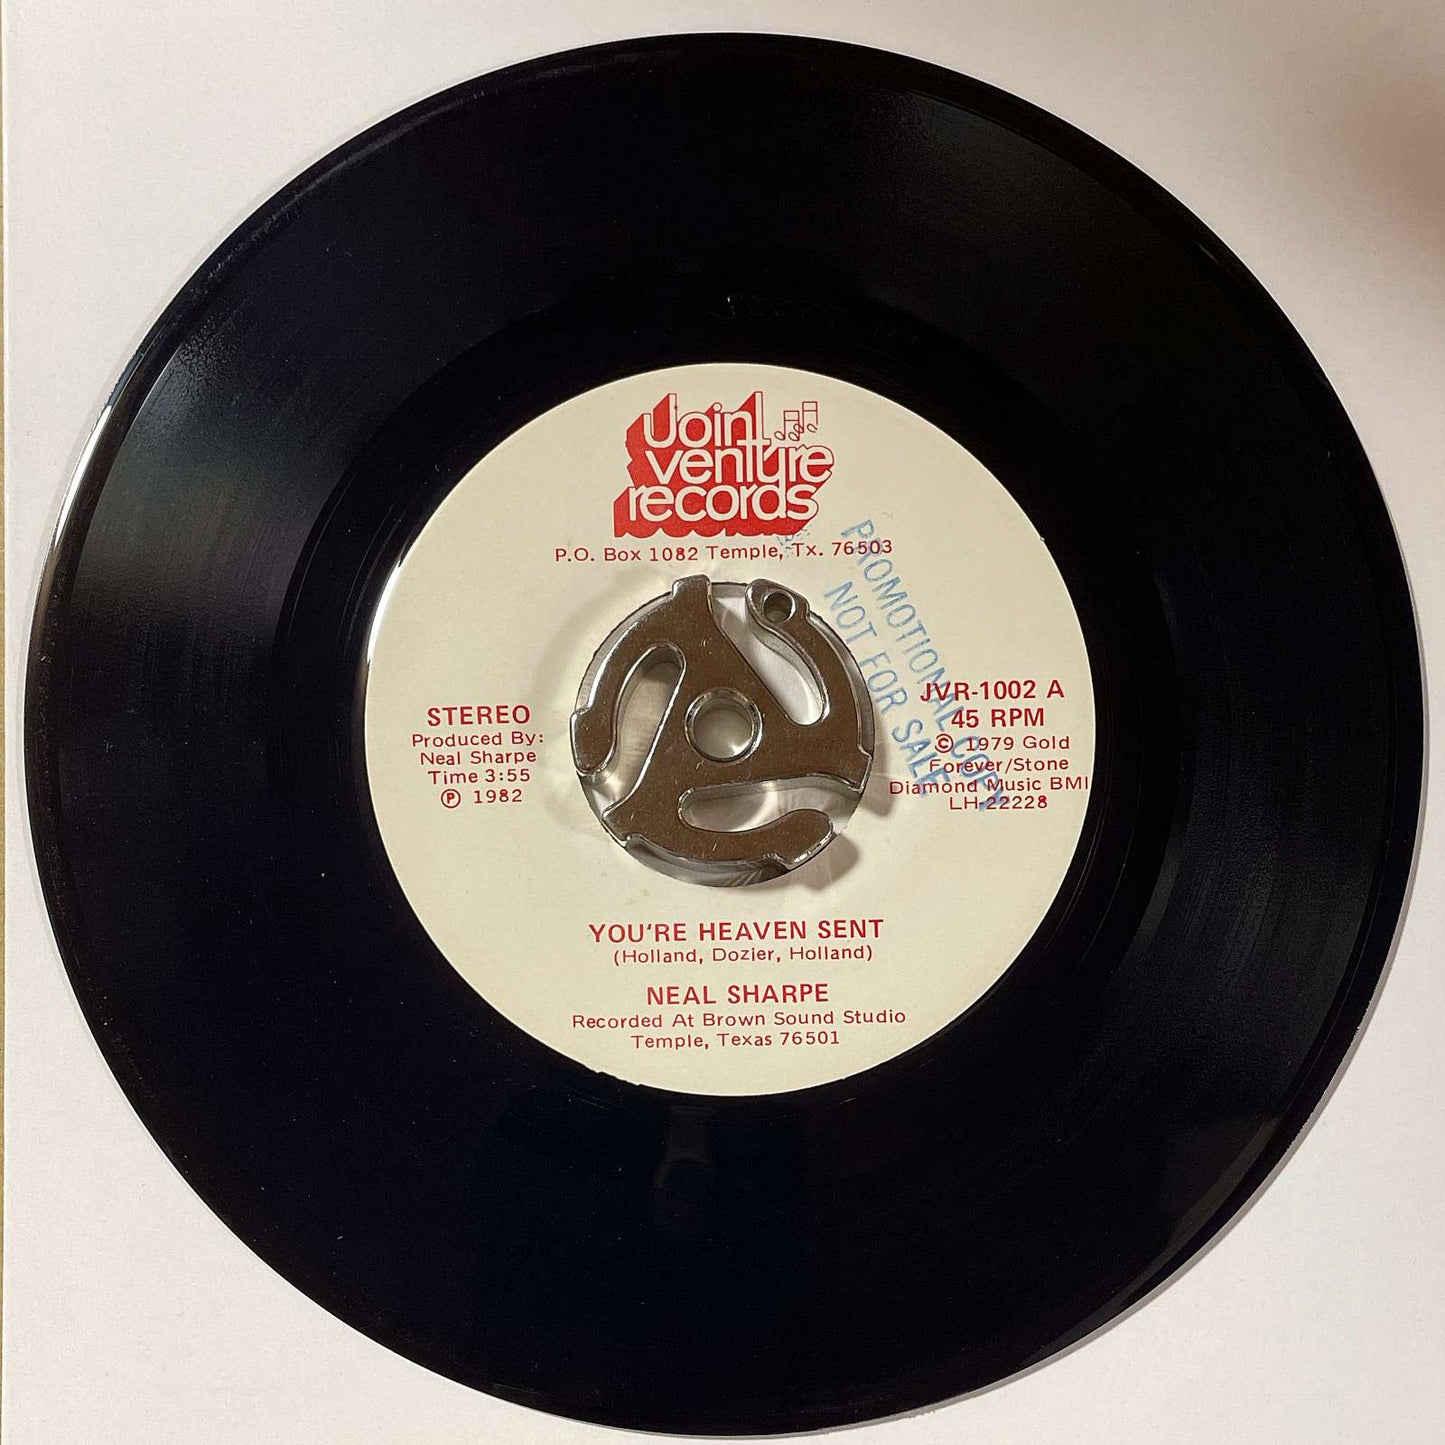 Joint
venture
records
P.O. Box 1082 Temple, Tx. 76503
PROMOTIONAL COPY
NOT FOR SALE
STEREO
Produced By:
Neal Sharpe
Time 3:55
℗ 1982
JVR-1002 A
45 RPM
© 1979 Gold
Forever/Stone
Diamond Music BMI
LH-22228
YOU'RE HEAVEN SENT
(Holland, Dozier, Holland)
NEAL SHARPE
Recorded At Brown Sound Studio
Temple, Texas 76501